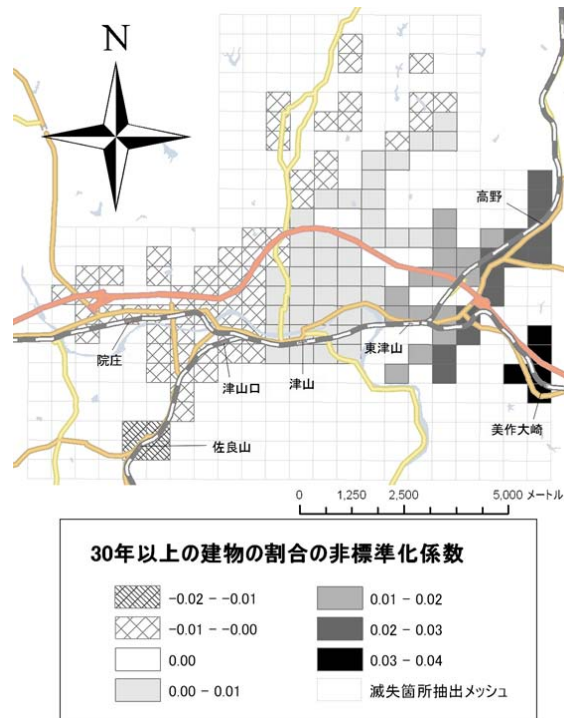 N
高野
院庄
津山口
津山
東津山
美作大崎
佐良山
0 1,250 2,500 5,000 メートル
30年以上の建物の割合の非標準化係数
-0.02 - -0.01
-0.01 - -0.00
0.00
0.00 - 0.01
0.01 - 0.02
0.02 - 0.03
0.03 - 0.04
滅失箇所抽出メッシュ